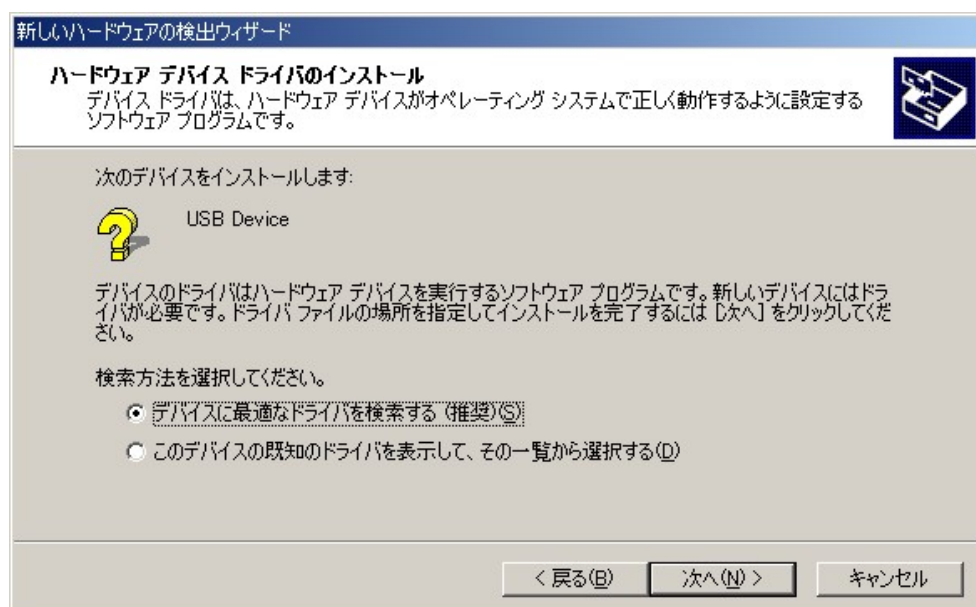 新しいハードウェアの検出ウィザード
ハードウェア デバイス ドライバのインストール
デバイス ドライバは、ハードウェア デバイスがオペレーティング システムで正しく動作するように設定する
ソフトウェア プログラムです。
次のデバイスをインストールします:
USB Device
デバイスのドライバはハードウェア デバイスを実行するソフトウェア プログラムです。新しいデバイスにはドラ
イバが必要です。ドライバ ファイルの場所を指定してインストールを完了するには [次へ] をクリックしてくだ
さい。
検索方法を選択してください。
デバイスに最適なドライバを検索する (推奨)(S)
このデバイスの既知のドライバを表示して、その一覧から選択する(D)
< 戻る(B) 次へ(N) > キャンセル